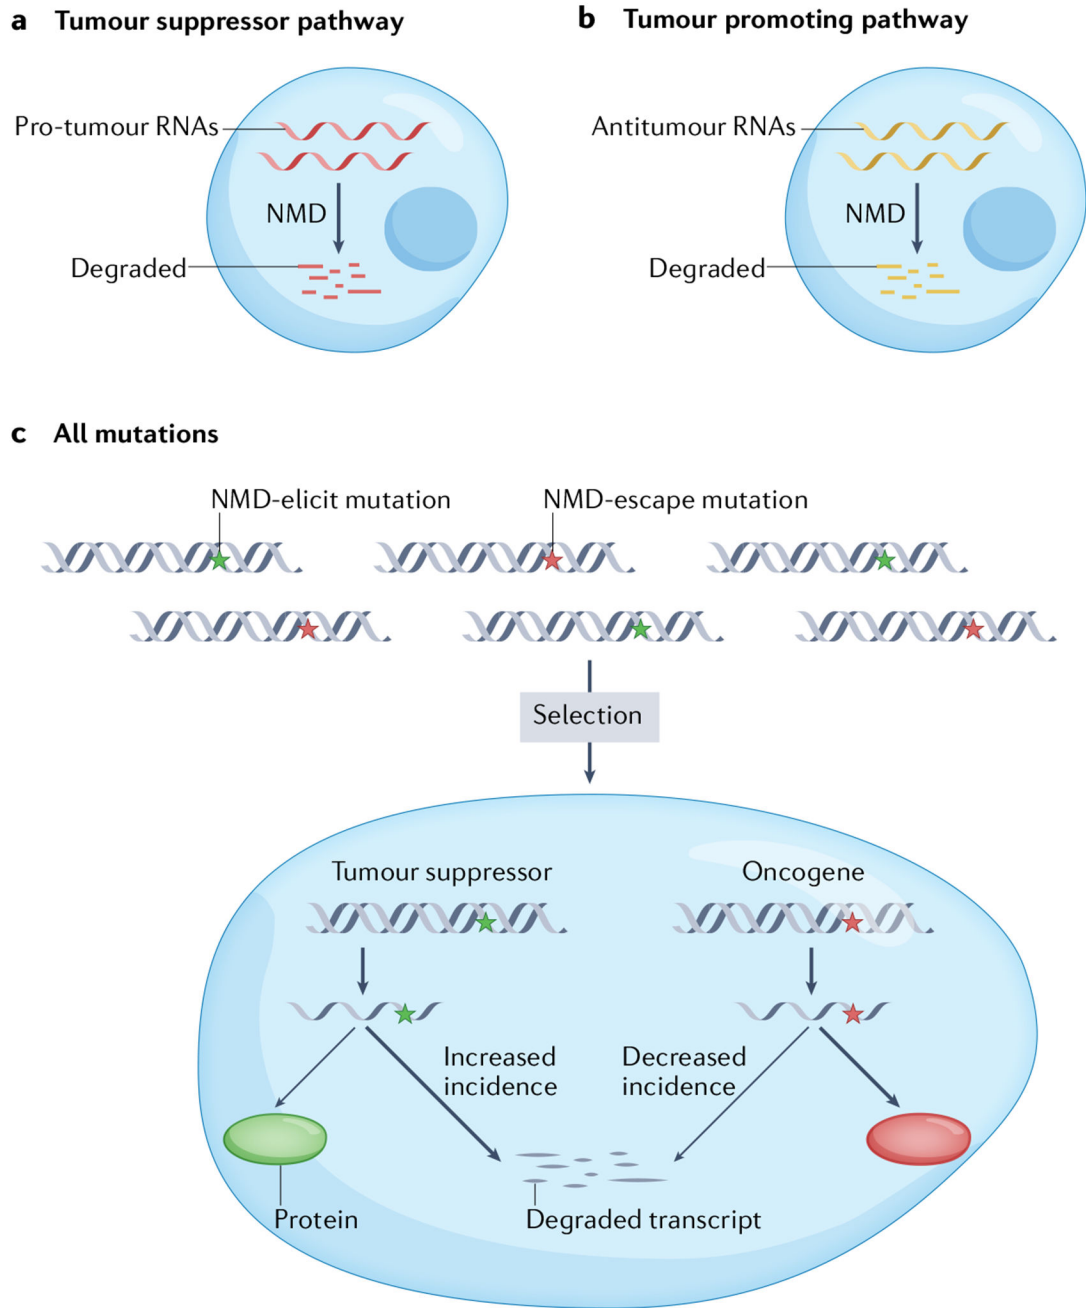 a Tumour suppressor pathway
b Tumour promoting pathway
Pro-tumour RNAs
NMD
Degraded
Antitumour RNAs
NMD
Degraded
c All mutations
NMD-elicit mutation
NMD-escape mutation
Selection
Tumour suppressor
Oncogene
Increased
incidence
Decreased
incidence
Protein
Degraded transcript